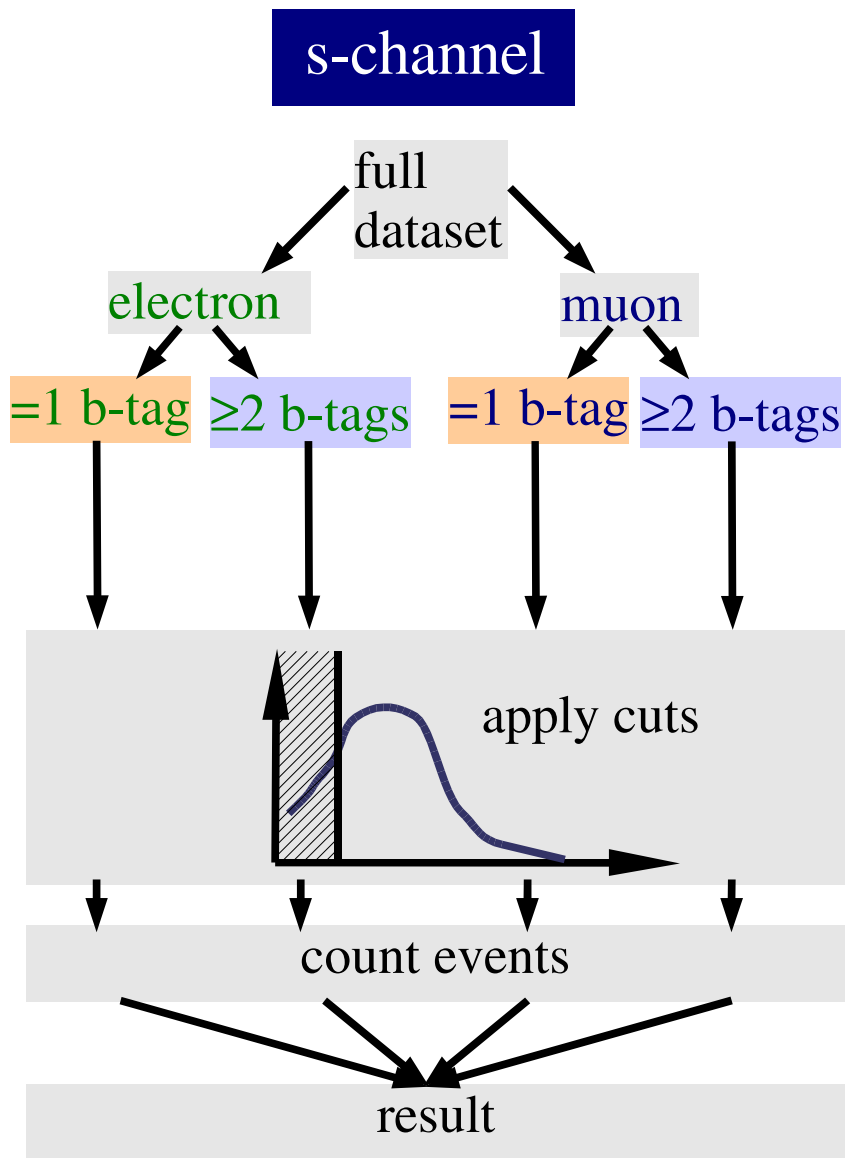 s-channel
full
dataset
electron
muon
=1 b-tag
≥2 b-tags
=1 b-tag
≥2 b-tags
apply cuts
count events
result